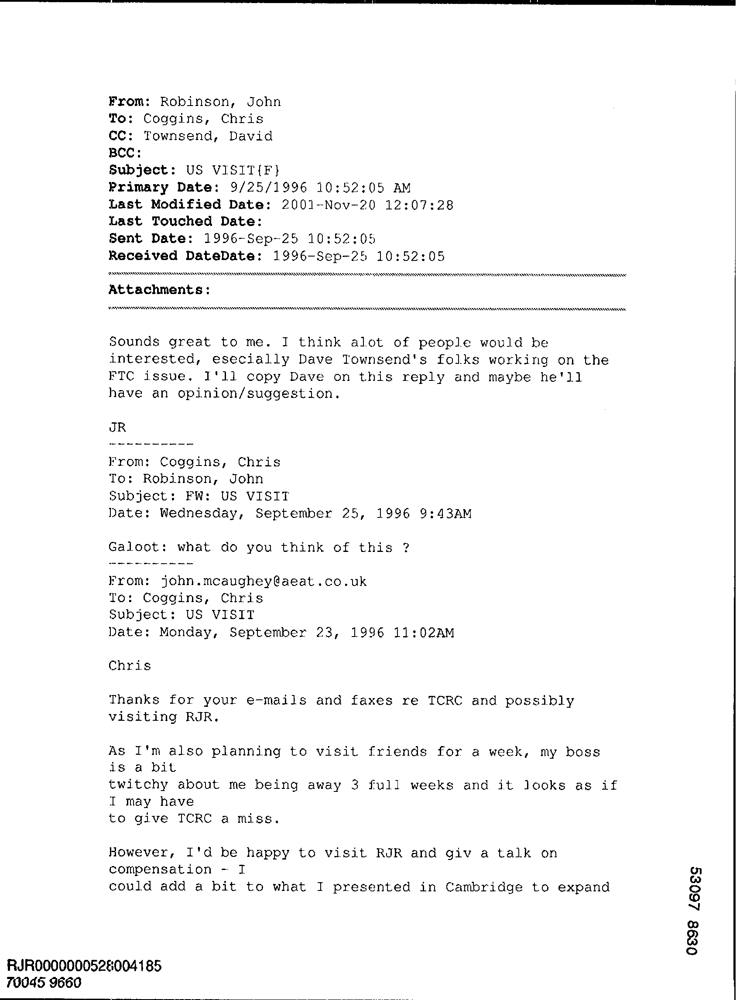 From: Robinson, John
To: Coggins, Chris
CC: Townsend, David
BCC:
Subject: US VISIT{F}
Primary Date: 9/25/1996 10:52:05 AM
Last Modified Date: 2001-Nov-20 12:07:28
Last Touched Date:
Sent Date: 1996-Sep-25 10:52:05
Received DateDate: 1996-Sep-25 10:52:05
Attachments:
Sounds great to me. I think alot of people would be
interested, esecially Dave Townsend's folks working on the
FTC issue. I'll copy Dave on this reply and maybe he'll
have an opinion/suggestion.
JR
----------
From: Coggins, Chris
To: Robinson, John
Subject: FW: US VISIT
Date: Wednesday, September 25, 1996 9:43AM
Galoot: what do you think of this ?
----------
From: john.mcaughey@aeat.co.uk
To: Coggins, Chris
Subject: US VISIT
Date: Monday, September 23, 1996 11:02AM
Chris
Thanks for your e-mails and faxes re TCRC and possibly
visiting RJR.
As I'm also planning to visit friends for a week, my boss
is a bit
twitchy about me being away 3 full weeks and it looks as if
I may have
to give TCRC a miss.
However, I'd be happy to visit RJR and giv a talk on
compensation - I
could add a bit to what I presented in Cambridge to expand
53097 8630
RJR0000000528004185
70045 9660